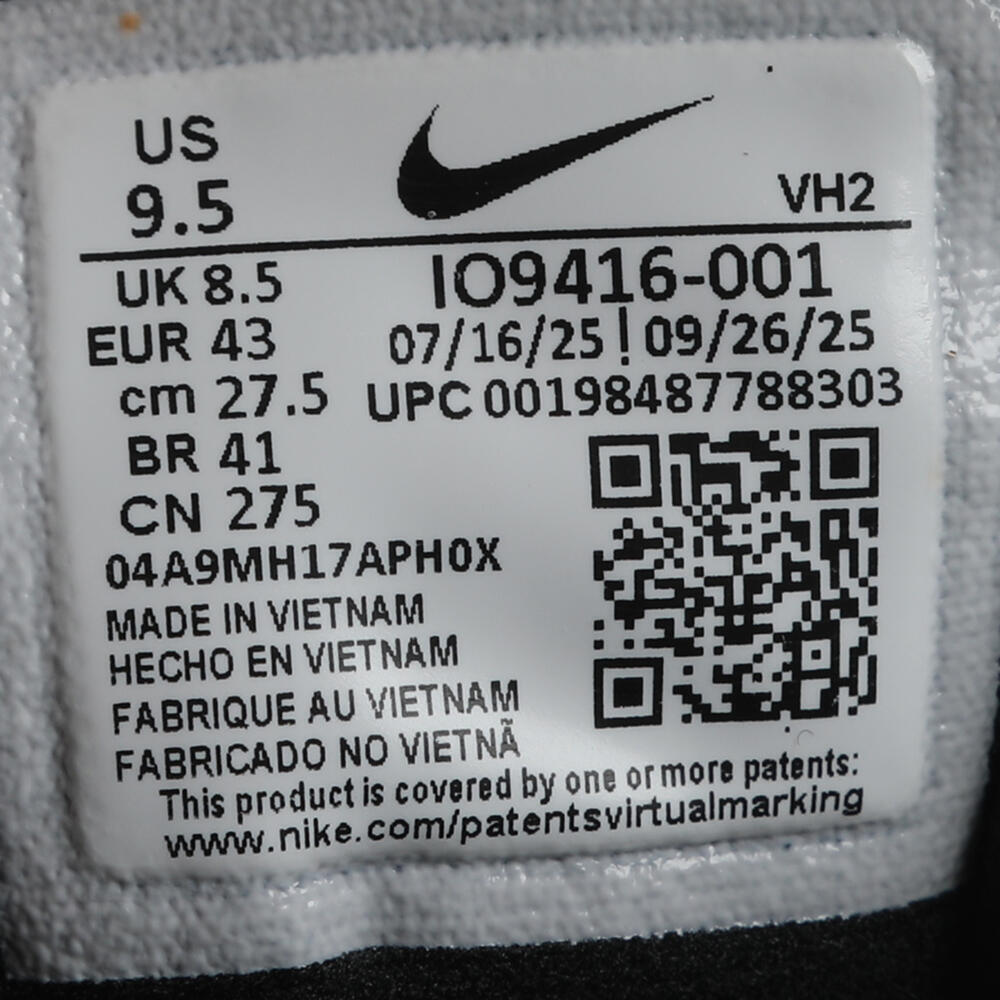 US
9.5
VH2
UK 8.5
IO9416-001
EUR 43
07/16/25 | 09/26/25
cm 27.5
UPC 00198487788303
BR 41
CN 275
04A9MH17APH0X
MADE IN VIETNAM
HECHO EN VIETNAM
FABRIQUE AU VIETNAM
FABRICADO NO VIETNÃ
This product is covered by one or more patents:
www.nike.com/patentsvirtualmarking